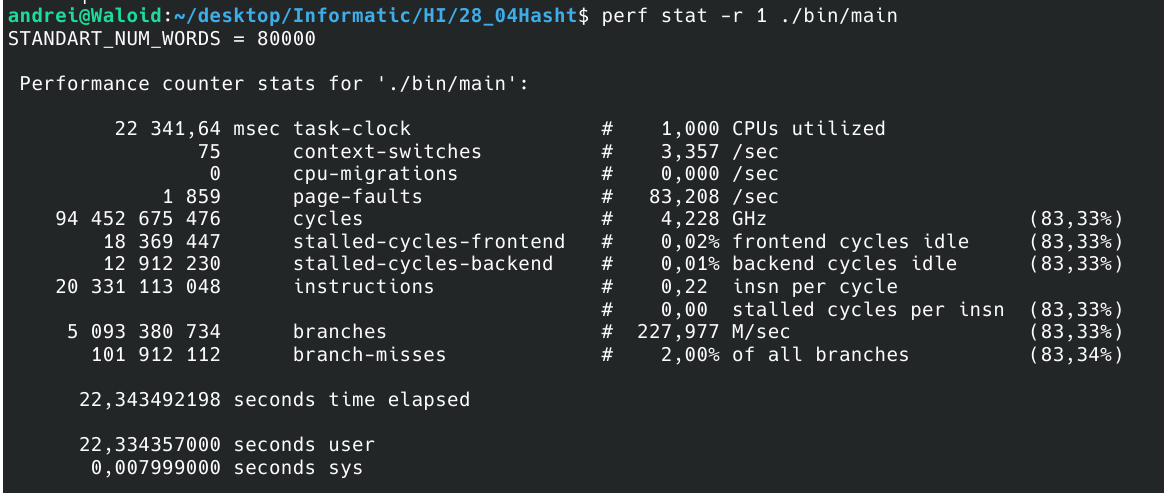 andrei@Waloid:~/desktop/Informatic/HI/28_04Hasht$ perf stat -r 1 ./bin/main
STANDART_NUM_WORDS = 80000
Performance counter stats for './bin/main':
22 341,64 msec task-clock # 1,000 CPUs utilized
75 context-switches # 3,357 /sec
0 cpu-migrations # 0,000 /sec
1 859 page-faults # 83,208 /sec
94 452 675 476 cycles # 4,228 GHz (83,33%)
18 369 447 stalled-cycles-frontend # 0,02% frontend cycles idle (83,33%)
12 912 230 stalled-cycles-backend # 0,01% backend cycles idle (83,33%)
20 331 113 048 instructions # 0,22 insn per cycle
# 0,00 stalled cycles per insn (83,33%)
5 093 380 734 branches # 227,977 M/sec (83,33%)
101 912 112 branch-misses # 2,00% of all branches (83,34%)
22,343492198 seconds time elapsed
22,334357000 seconds user
0,007999000 seconds sys